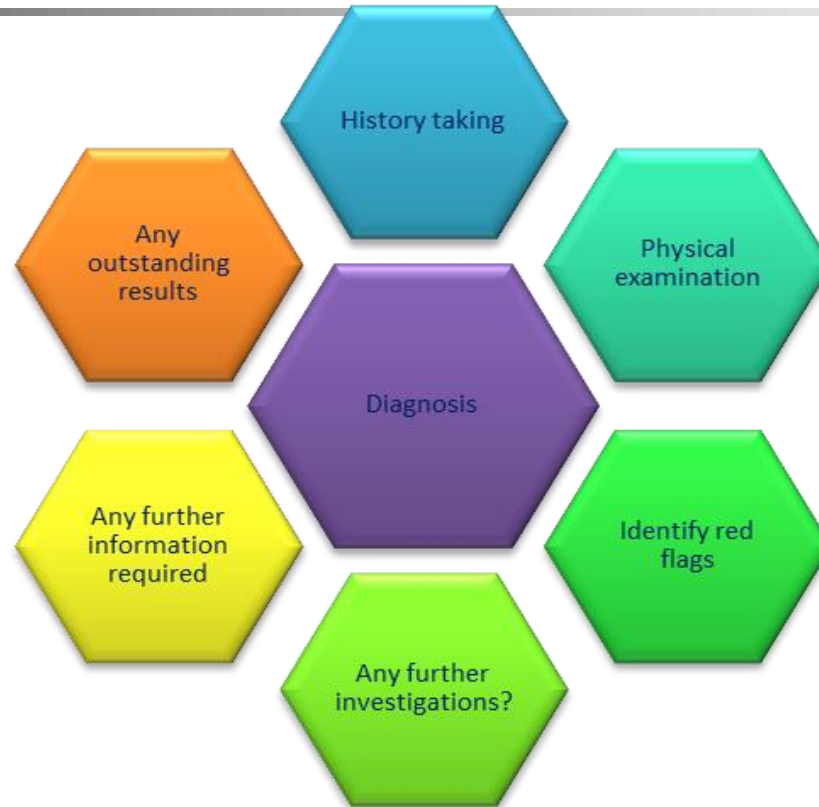 History taking
Any
outstanding
results
Physical
examination
Diagnosis
Any further
information
required
Identify red
flags
Any further
investigations?